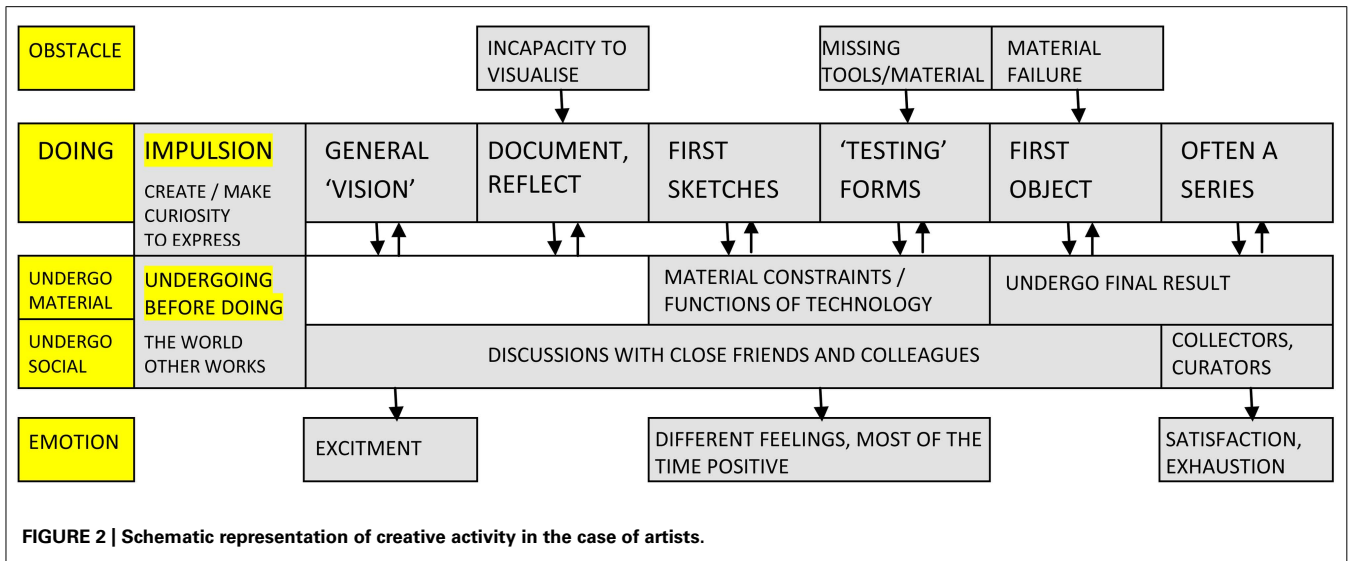 OBSTACLE
INCAPACITY TO
VISUALISE
MISSING
TOOLS/MATERIAL
MATERIAL
FAILURE
DOING
IMPULSION
CREATE / MAKE
CURIOSITY
TO EXPRESS
GENERAL
‘VISION’
DOCUMENT,
REFLECT
FIRST
SKETCHES
‘TESTING’
FORMS
FIRST
OBJECT
OFTEN A
SERIES
UNDERGO
MATERIAL
UNDERGOING
BEFORE DOING
THE WORLD
OTHER WORKS
MATERIAL CONSTRAINTS /
FUNCTIONS OF TECHNOLOGY
UNDERGO FINAL RESULT
UNDERGO
SOCIAL
DISCUSSIONS WITH CLOSE FRIENDS AND COLLEAGUES
COLLECTORS,
CURATORS
EMOTION
EXCITMENT
DIFFERENT FEELINGS, MOST OF THE
TIME POSITIVE
SATISFACTION,
EXHAUSTION
FIGURE 2 | Schematic representation of creative activity in the case of artists.